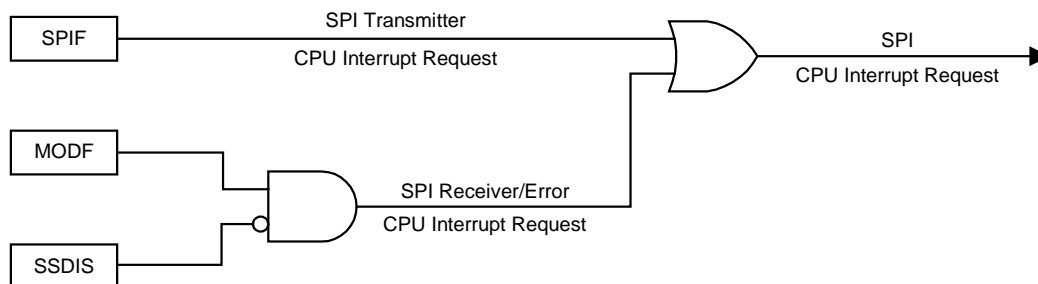 SPIF
SPI Transmitter
CPU Interrupt Request
SPI
CPU Interrupt Request
MODF
SPI Receiver/Error
CPU Interrupt Request
SSDIS